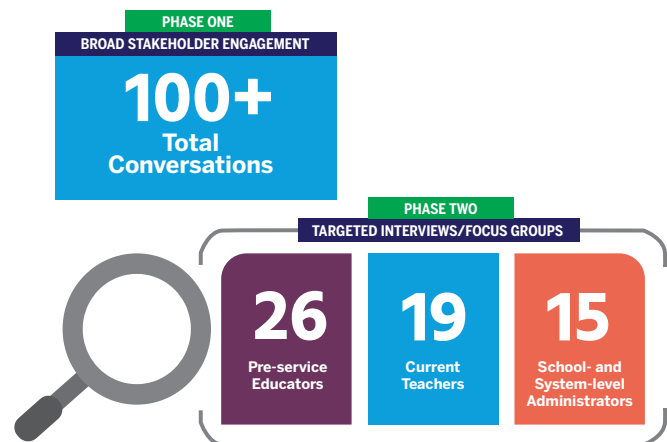 PHASE ONE
BROAD STAKEHOLDER ENGAGEMENT
100+
Total
Conversations
PHASE TWO
TARGETED INTERVIEWS/FOCUS GROUPS
26
Pre-service
Educators
19
Current
Teachers
15
School- and
System-level
Administrators